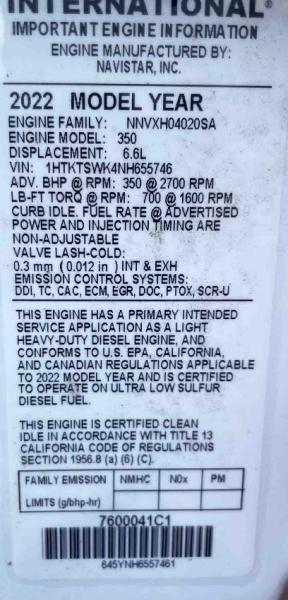 INTERNATIONAL®
IMPORTANT ENGINE INFORMATION
ENGINE MANUFACTURED BY:
NAVISTAR, INC.
2022 MODEL YEAR
ENGINE FAMILY: NNVXH04020SA
ENGINE MODEL: 350
DISPLACEMENT: 6.6L
VIN: 1HTKTSWK4NH655746
ADV. BHP @ RPM: 350 @ 2700 RPM
LB-FT TORQ @ RPM: 700 @ 1600 RPM
CURB IDLE. FUEL RATE @ ADVERTISED
POWER AND INJECTION TIMING ARE
NON-ADJUSTABLE
VALVE LASH-COLD:
0.3 mm ( 0.012 in ) INT & EXH
EMISSION CONTROL SYSTEMS:
DDI, TC, CAC, ECM, EGR, DOC, PTOX, SCR-U
THIS ENGINE HAS A PRIMARY INTENDED
SERVICE APPLICATION AS A LIGHT
HEAVY-DUTY DIESEL ENGINE, AND
CONFORMS TO U.S. EPA, CALIFORNIA,
AND CANADIAN REGULATIONS APPLICABLE
TO 2022 MODEL YEAR AND IS CERTIFIED
TO OPERATE ON ULTRA LOW SULFUR
DIESEL FUEL.
THIS ENGINE IS CERTIFIED CLEAN
IDLE IN ACCORDANCE WITH TITLE 13
CALIFORNIA CODE OF REGULATIONS
SECTION 1956.8 (a) (6) (C).
FAMILY EMISSION NMHC NOx PM
LIMITS (g/bhp-hr)
7600041C1
645YNH6557461